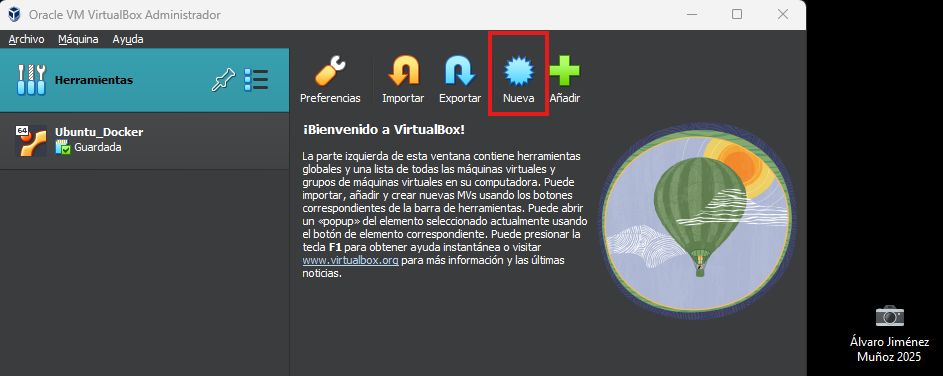 Oracle VM VirtualBox Administrador
Archivo Máquina Ayuda
Herramientas
Preferencias Importar Exportar Nueva Añadir
64
Ubuntu_Docker
Guardada
¡Bienvenido a VirtualBox!
La parte izquierda de esta ventana contiene herramientas
globales y una lista de todas las máquinas virtuales y
grupos de máquinas virtuales en su computadora. Puede
importar, añadir y crear nuevas MVs usando los botones
correspondientes de la barra de herramientas. Puede abrir
un «popup» del elemento seleccionado actualmente usando
el botón de elemento correspondiente. Puede presionar la
tecla F1 para obtener ayuda instantánea o visitar
www.virtualbox.org para más información y las últimas
noticias.
Álvaro Jiménez
Muñoz 2025